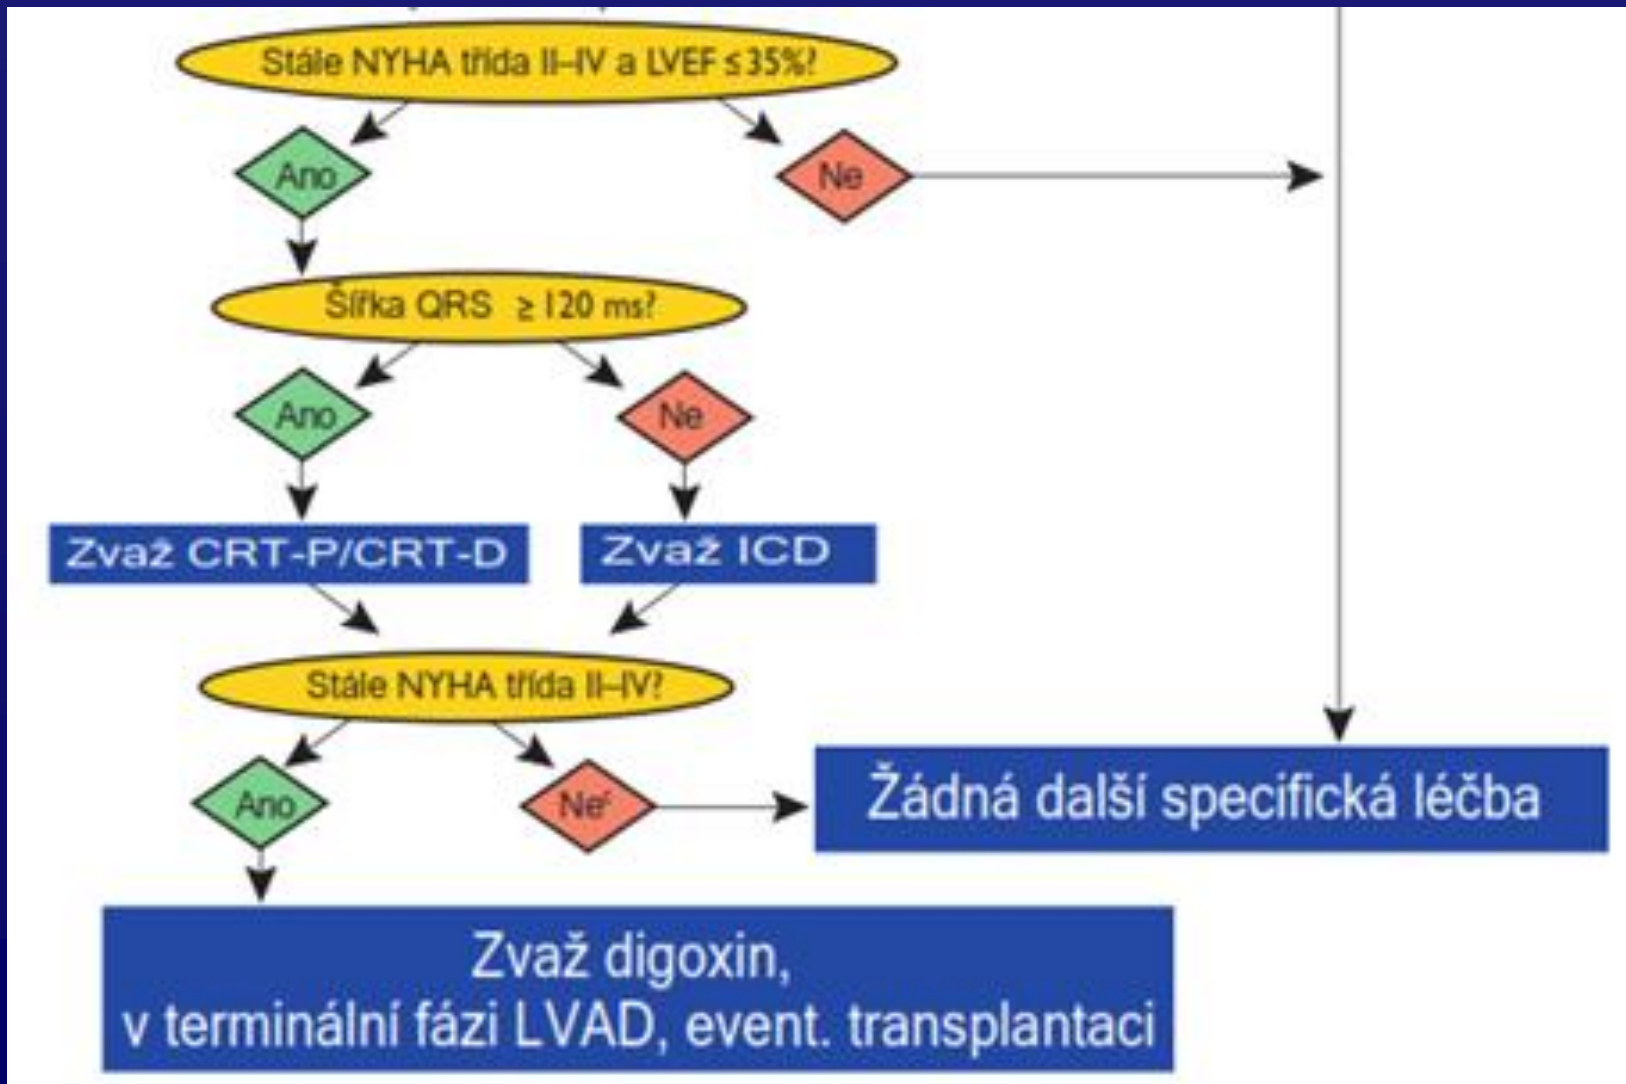 Stále NYHA třída II–IV a LVEF ≤ 35%?
Ano
Ne
Šířka QRS ≥ 120 ms?
Ano
Ne
Zvaž CRT-P/CRT-D
Zvaž ICD
Stále NYHA třída II–IV?
Ano
Neᶜ
Žádná další specifická léčba
Zvaž digoxin,
v terminální fázi LVAD, event. transplantaci